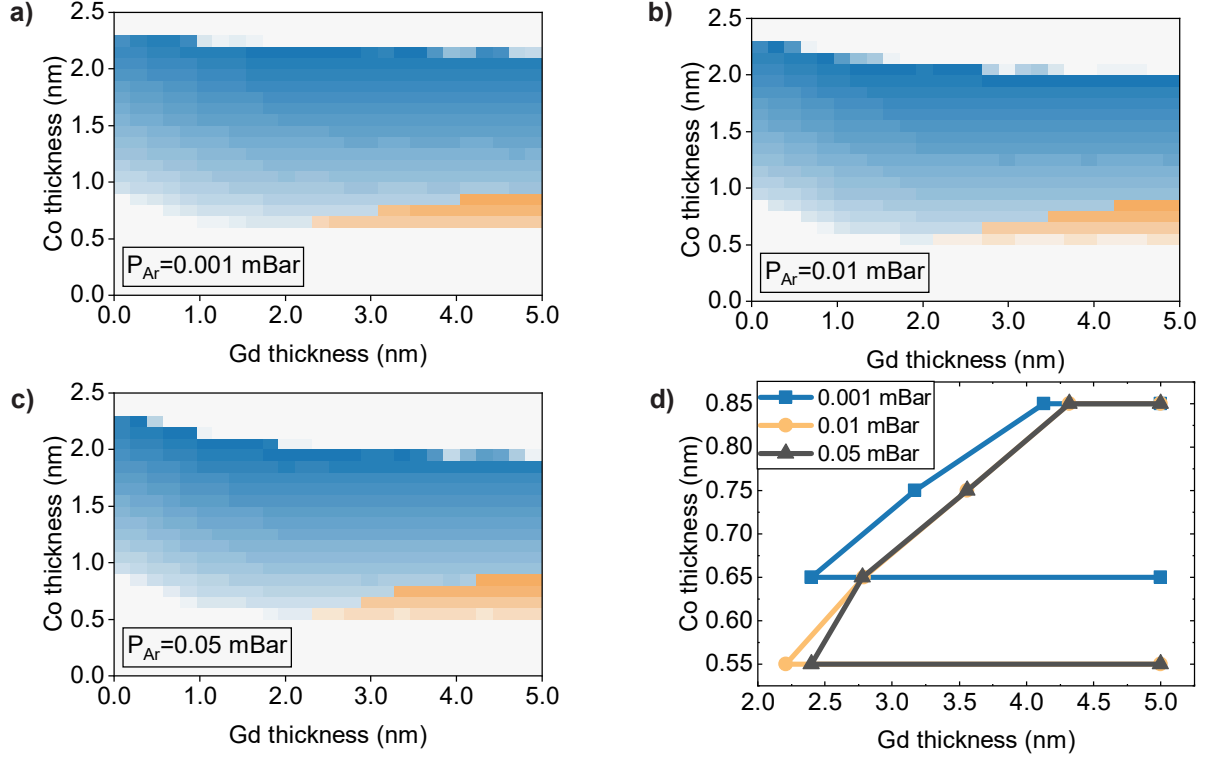 a)
2.5
2.0
1.5
1.0
0.5
0.0
Co thickness (nm)
P_Ar=0.001 mBar
0.0 1.0 2.0 3.0 4.0 5.0
Gd thickness (nm)
b)
2.5
2.0
1.5
1.0
0.5
0.0
Co thickness (nm)
P_Ar=0.01 mBar
0.0 1.0 2.0 3.0 4.0 5.0
Gd thickness (nm)
c)
2.5
2.0
1.5
1.0
0.5
0.0
Co thickness (nm)
P_Ar=0.05 mBar
0.0 1.0 2.0 3.0 4.0 5.0
Gd thickness (nm)
d)
0.001 mBar
0.01 mBar
0.05 mBar
0.85
0.80
0.75
0.70
0.65
0.60
0.55
Co thickness (nm)
2.0 2.5 3.0 3.5 4.0 4.5 5.0
Gd thickness (nm)